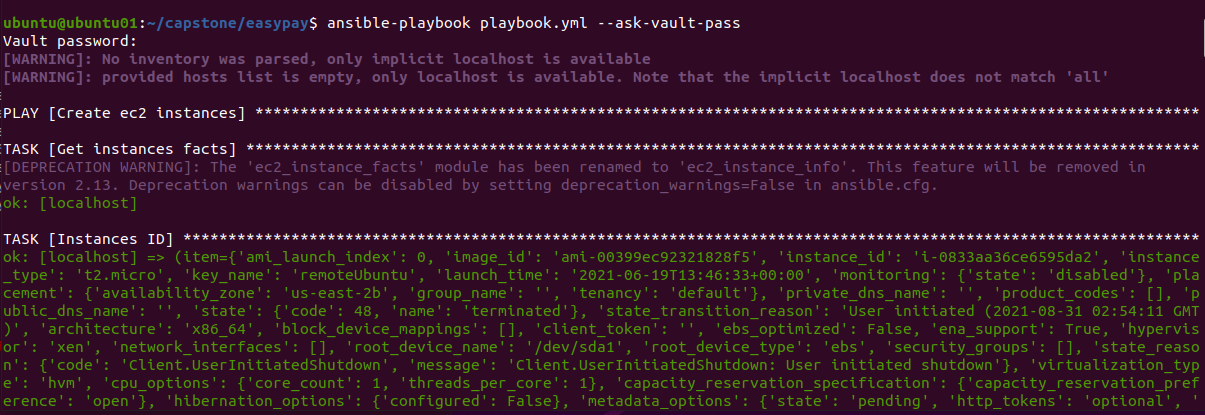 ubuntu@ubuntu01:~/capstone/easypay$ ansible-playbook playbook.yml --ask-vault-pass
Vault password:
[WARNING]: No inventory was parsed, only implicit localhost is available
[WARNING]: provided hosts list is empty, only localhost is available. Note that the implicit localhost does not match 'all'
PLAY [Create ec2 instances] *********************************************************************************************************
TASK [Get instances facts] **********************************************************************************************************
[DEPRECATION WARNING]: The 'ec2_instance_facts' module has been renamed to 'ec2_instance_info'. This feature will be removed in
version 2.13. Deprecation warnings can be disabled by setting deprecation_warnings=False in ansible.cfg.
ok: [localhost]
TASK [Instances ID] *****************************************************************************************************************
ok: [localhost] => (item={'ami_launch_index': 0, 'image_id': 'ami-00399ec92321828f5', 'instance_id': 'i-0833aa36ce6595da2', 'instance
_type': 't2.micro', 'key_name': 'remoteUbuntu', 'launch_time': '2021-06-19T13:46:33+00:00', 'monitoring': {'state': 'disabled'}, 'pla
cement': {'availability_zone': 'us-east-2b', 'group_name': '', 'tenancy': 'default'}, 'private_dns_name': '', 'product_codes': [], 'p
ublic_dns_name': '', 'state': {'code': 48, 'name': 'terminated'}, 'state_transition_reason': 'User initiated (2021-08-31 02:54:11 GMT
)', 'architecture': 'x86_64', 'block_device_mappings': [], 'client_token': '', 'ebs_optimized': False, 'ena_support': True, 'hypervis
or': 'xen', 'network_interfaces': [], 'root_device_name': '/dev/sda1', 'root_device_type': 'ebs', 'security_groups': [], 'state_reaso
n': {'code': 'Client.UserInitiatedShutdown', 'message': 'Client.UserInitiatedShutdown: User initiated shutdown'}, 'virtualization_typ
e': 'hvm', 'cpu_options': {'core_count': 1, 'threads_per_core': 1}, 'capacity_reservation_specification': {'capacity_reservation_pref
erence': 'open'}, 'hibernation_options': {'configured': False}, 'metadata_options': {'state': 'pending', 'http_tokens': 'optional', '